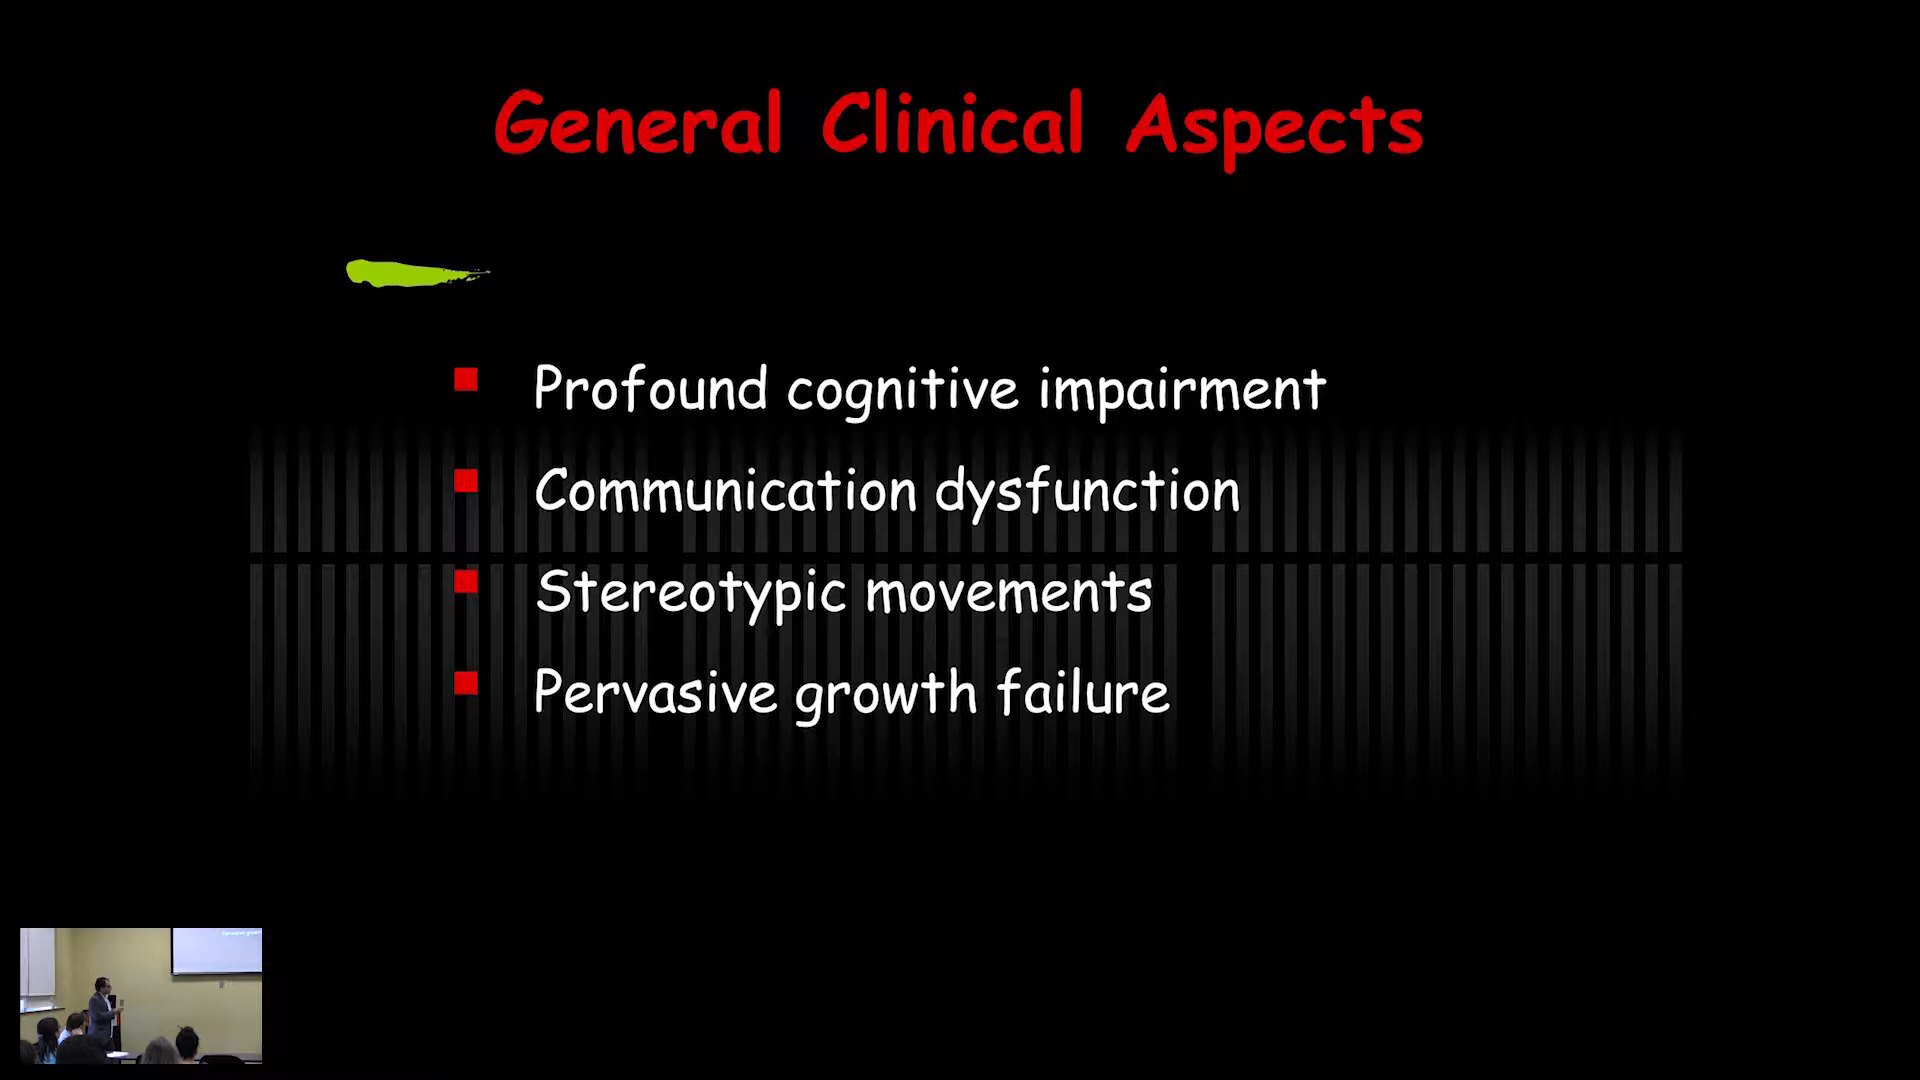 General Clinical Aspects
Profound cognitive impairment
Communication dysfunction
Stereotypic movements
Pervasive growth failure